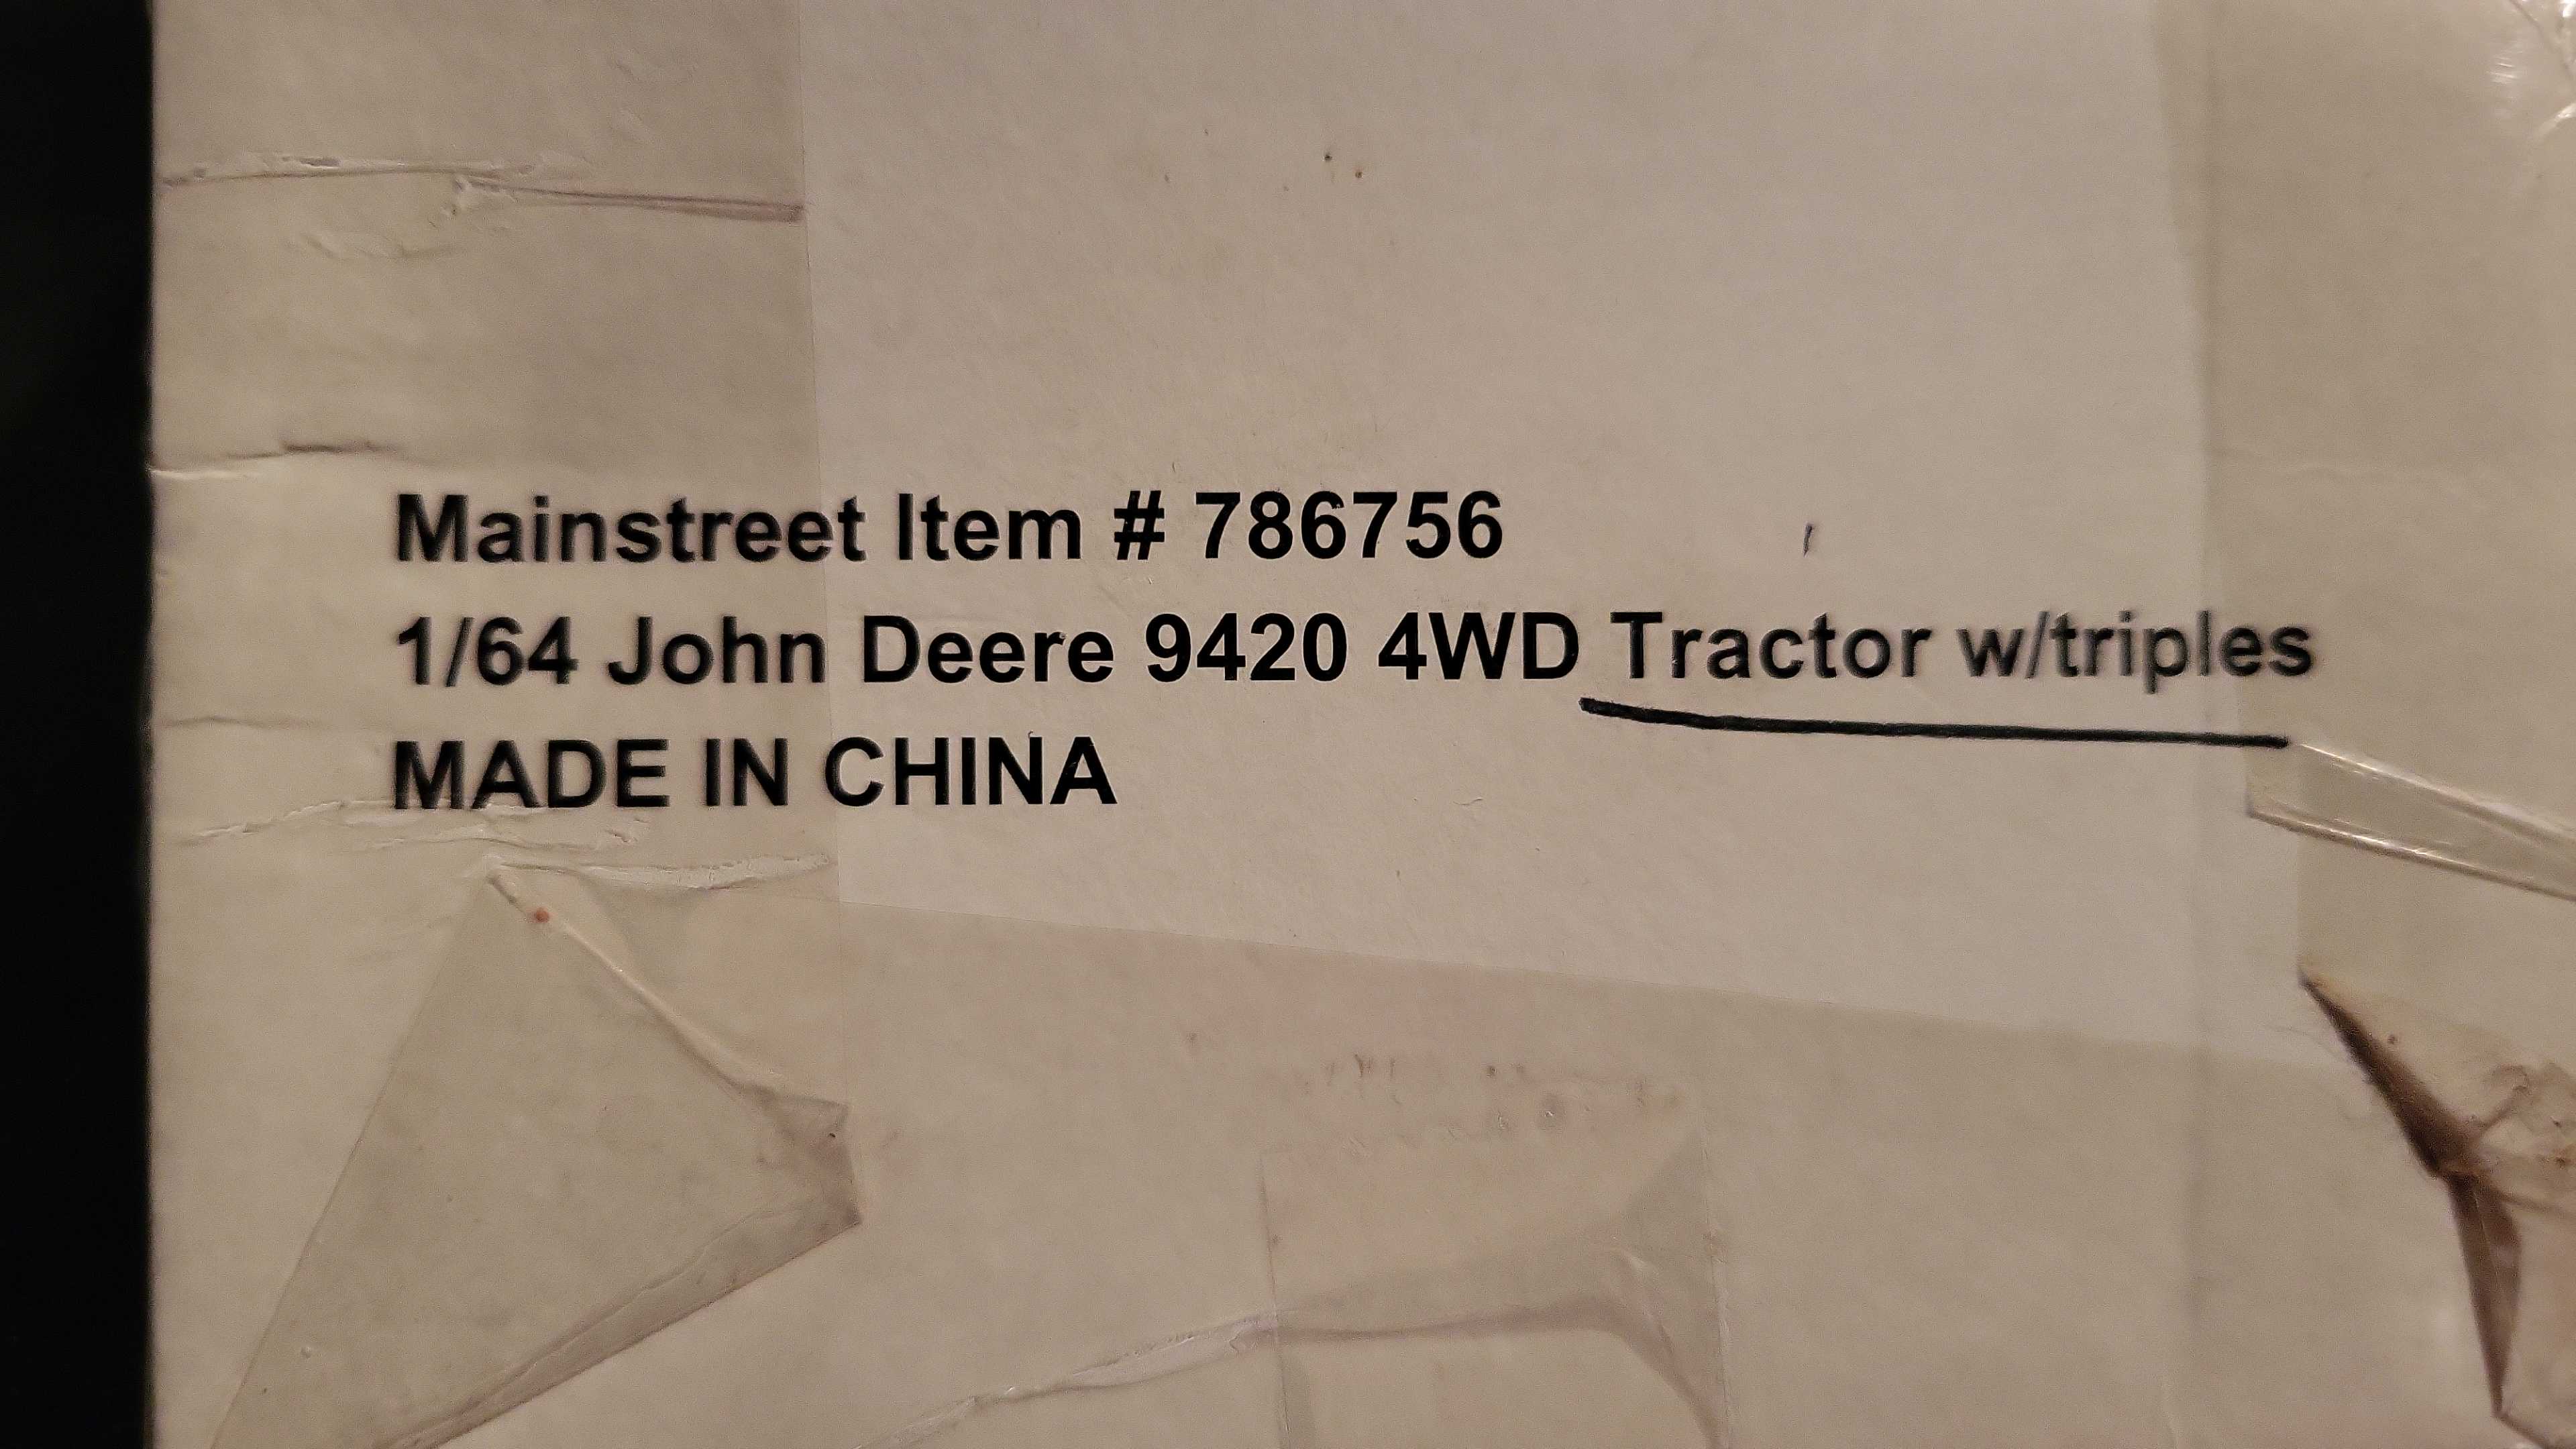 Mainstreet Item # 786756
1/64 John Deere 9420 4WD Tractor w/triples
MADE IN CHINA